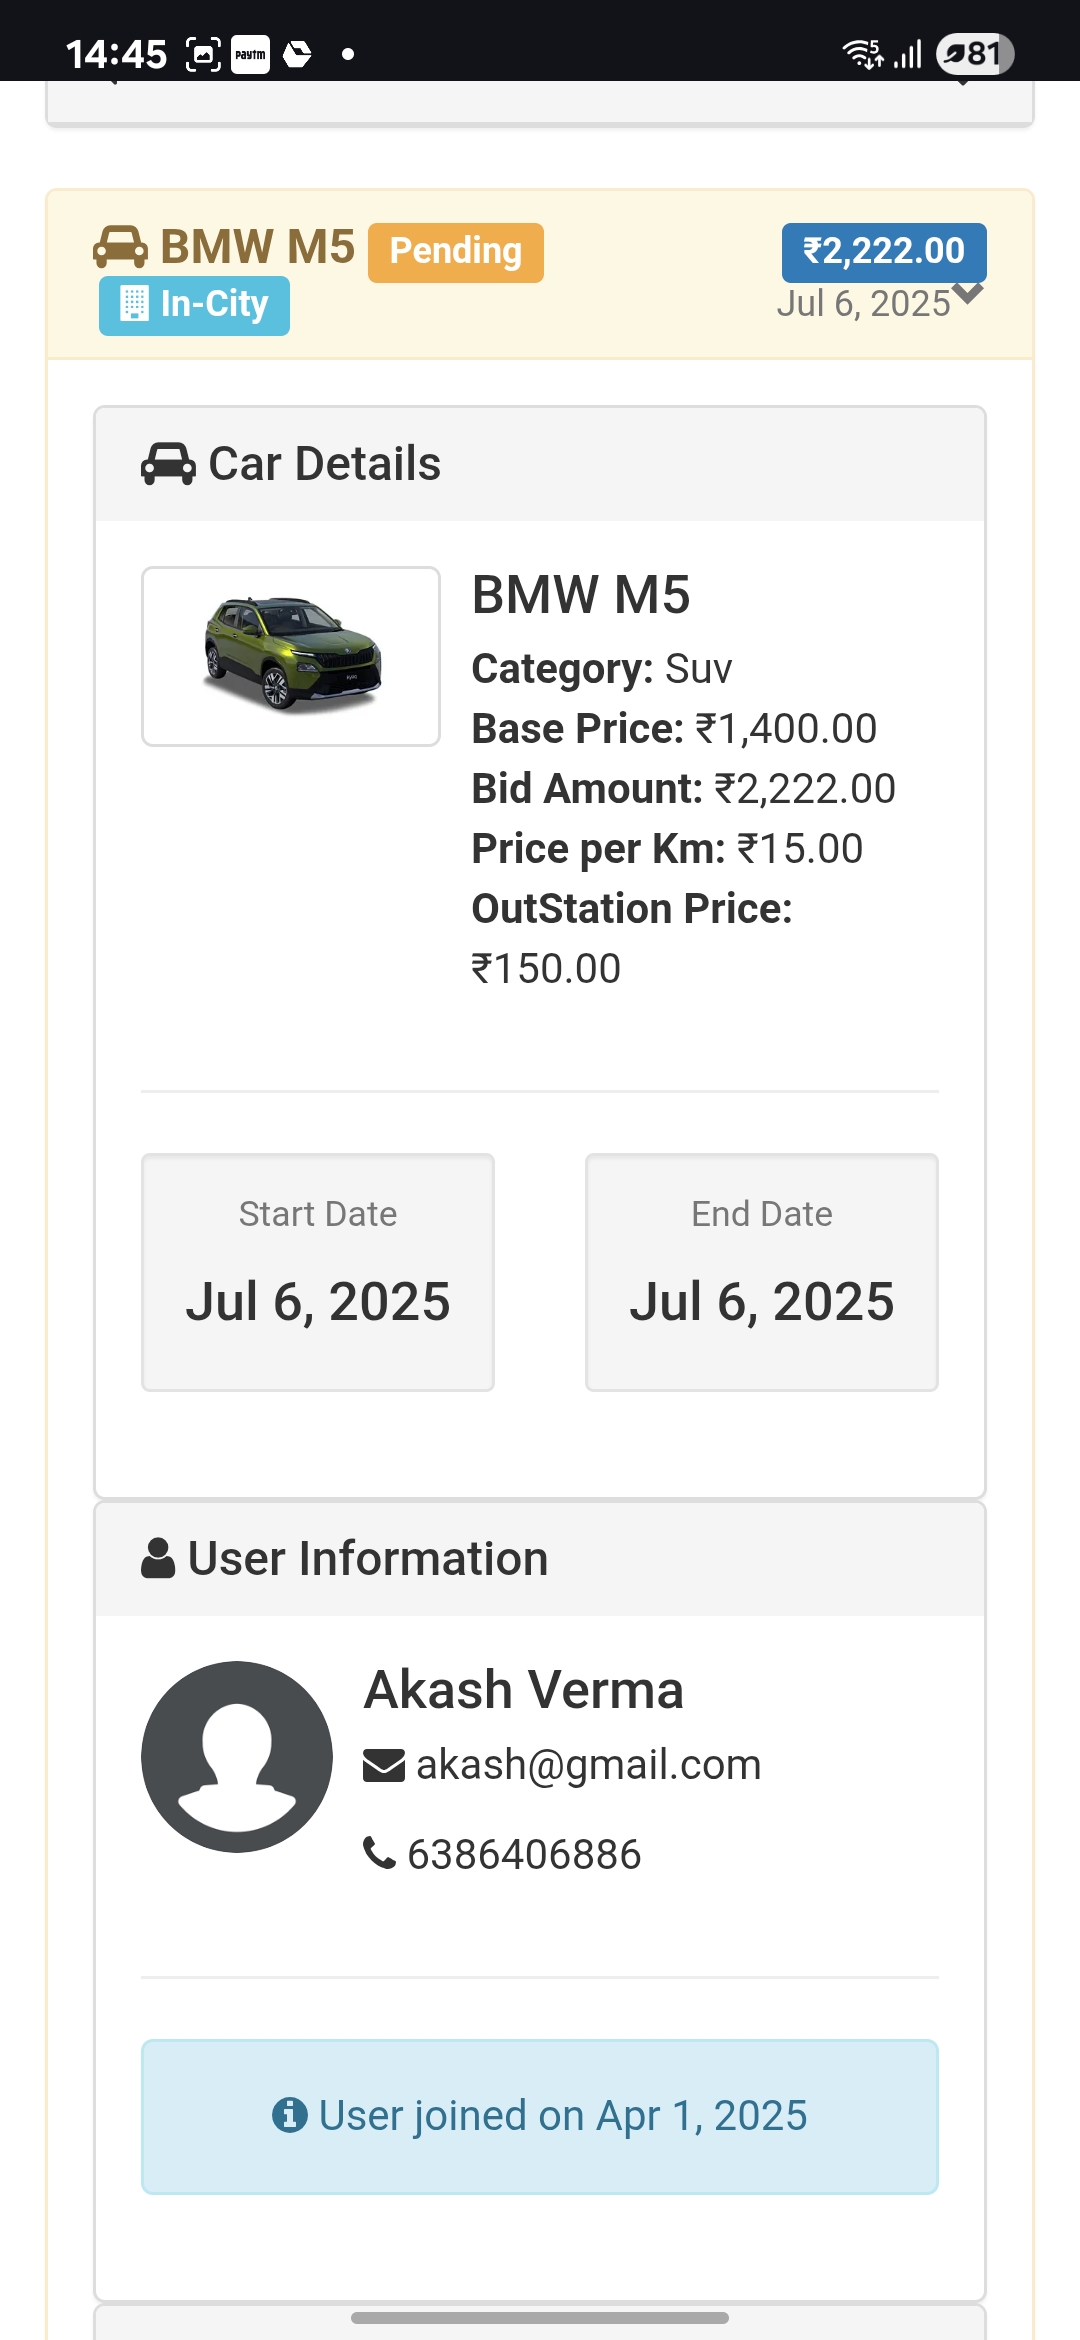 14:45
paytm
5
81
BMW M5 Pending
₹2,222.00
In-City
Jul 6, 2025
Car Details
BMW M5
Category: Suv
Base Price: ₹1,400.00
Bid Amount: ₹2,222.00
Price per Km: ₹15.00
OutStation Price:
₹150.00
Start Date
Jul 6, 2025
End Date
Jul 6, 2025
User Information
Akash Verma
akash@gmail.com
6386406886
User joined on Apr 1, 2025